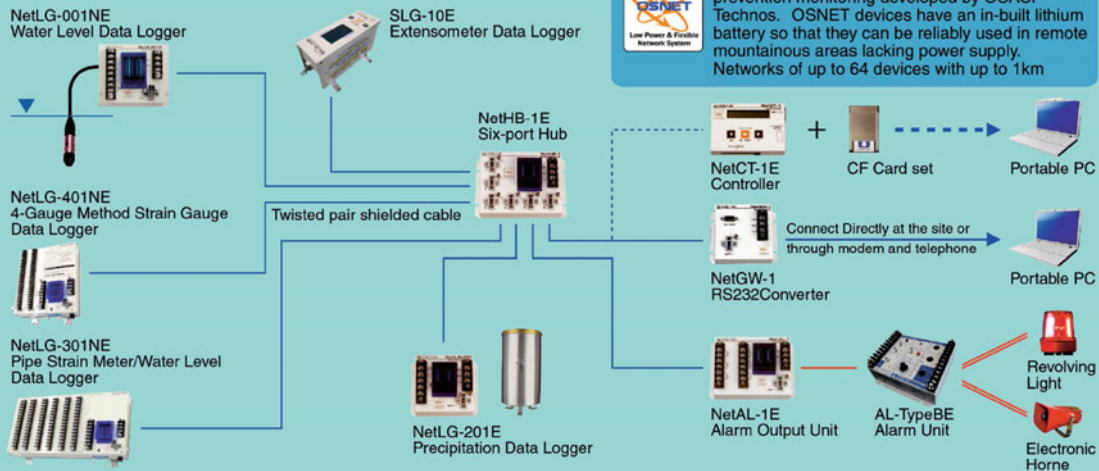 NetLG-001NE
Water Level Data Logger
SLG-10E
Extensometer Data Logger
OSNET
Low Power & Flexible
Network System
prevention monitoring developed by OSASI
Technos. OSNET devices have an in-built lithium
battery so that they can be reliably used in remote
mountainous areas lacking power supply.
Networks of up to 64 devices with up to 1km
NetHB-1E
Six-port Hub
NetCT-1E
Controller
+
CF Card set
Portable PC
NetLG-401NE
4-Gauge Method Strain Gauge
Data Logger
Twisted pair shielded cable
Connect Directly at the site or
through modem and telephone
NetGW-1
RS232Converter
Portable PC
NetLG-301NE
Pipe Strain Meter/Water Level
Data Logger
NetLG-201E
Precipitation Data Logger
NetAL-1E
Alarm Output Unit
AL-TypeBE
Alarm Unit
Revolving
Light
Electronic
Horne